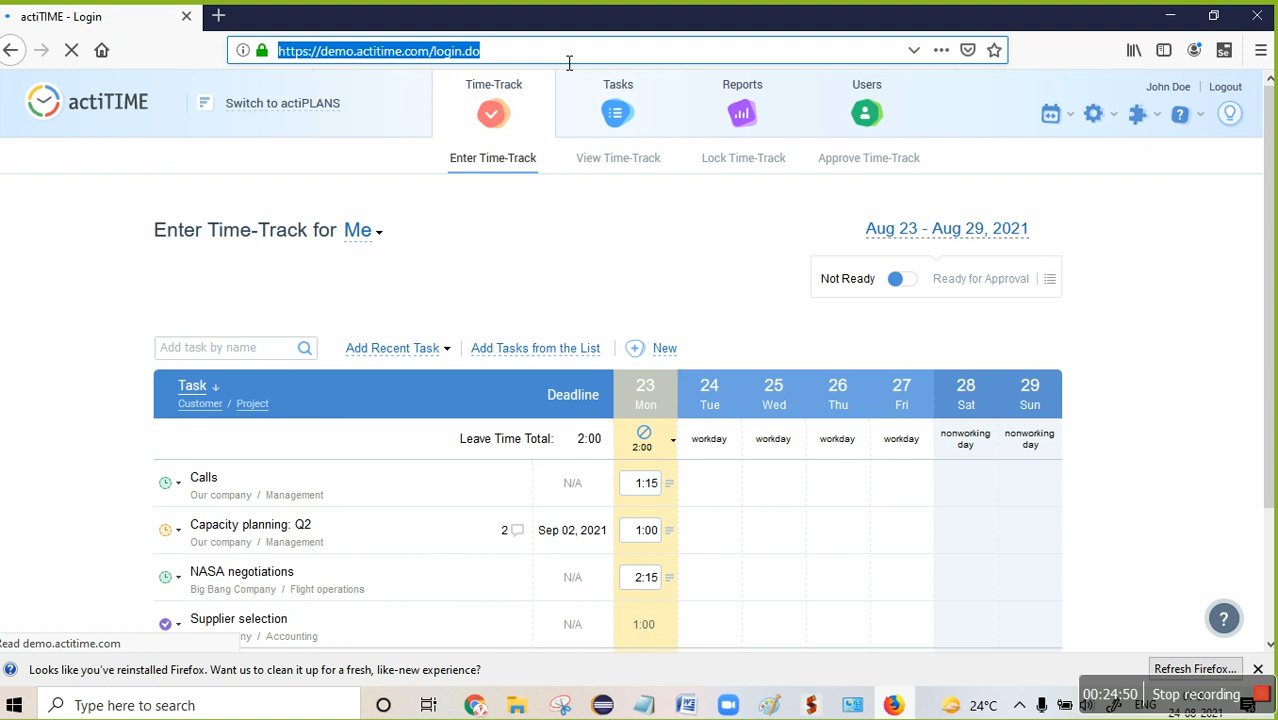 actiTIME - Login
https://demo.actitime.com/login.do
actiTIME
Switch to actiPLANS
Time-Track
Tasks
Reports
Users
John Doe
Logout
Enter Time-Track
View Time-Track
Lock Time-Track
Approve Time-Track
Enter Time-Track for Me
Aug 23 - Aug 29, 2021
Not Ready
Ready for Approval
Add task by name
Add Recent Task
Add Tasks from the List
New
Task
Customer / Project
Deadline
23 24 25 26 27 28 29
Mon Tue Wed Thu Fri Sat Sun
Leave Time Total: 2:00
2:00
workday workday workday workday nonworking day nonworking day
Calls
Our company / Management
N/A
1:15
Capacity planning: Q2
Our company / Management
2
Sep 02, 2021
1:00
NASA negotiations
Big Bang Company / Flight operations
N/A
2:15
Supplier selection
ny / Accounting
N/A
1:00
Read demo.actitime.com
Looks like you've reinstalled Firefox. Want us to clean it up for a fresh, like-new experience?
Refresh Firefox...
00:24:50
Stop recording
Type here to search
24°C
ENG
24-08-2021